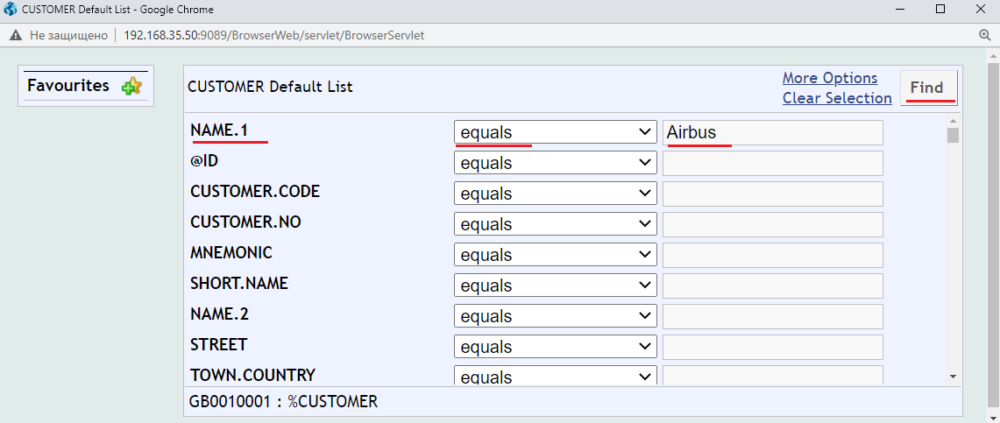 CUSTOMER Default List - Google Chrome
Не защищено 192.168.35.50:9089/BrowserWeb/servlet/BrowserServlet
Favourites
CUSTOMER Default List
More Options
Clear Selection
Find
NAME.1 equals Airbus
@ID equals
CUSTOMER.CODE equals
CUSTOMER.NO equals
MNEMONIC equals
SHORT.NAME equals
NAME.2 equals
STREET equals
TOWN.COUNTRY equals
GB0010001 : %CUSTOMER